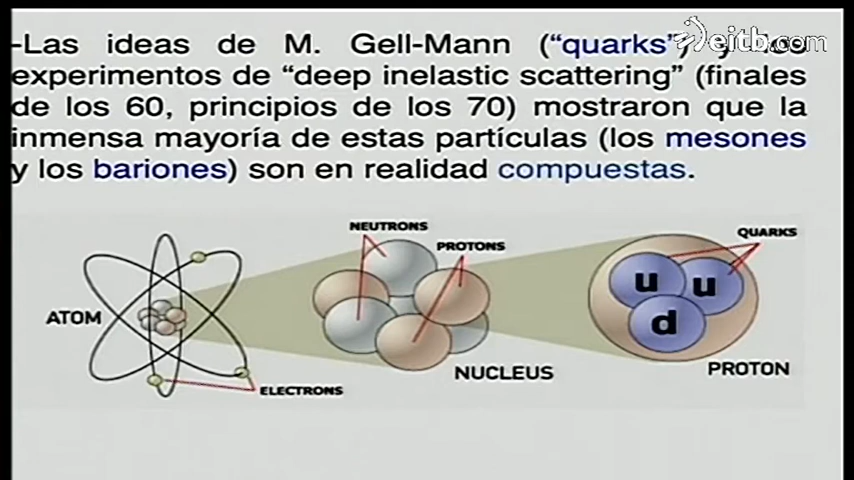 -Las ideas de M. Gell-Mann (“quarks”)
eitb.com
experimentos de “deep inelastic scattering” (finales
de los 60, principios de los 70) mostraron que la
inmensa mayoría de estas partículas (los mesones
y los bariones) son en realidad compuestas.
NEUTRONS
PROTONS
QUARKS
u
u
d
ATOM
ELECTRONS
NUCLEUS
PROTON